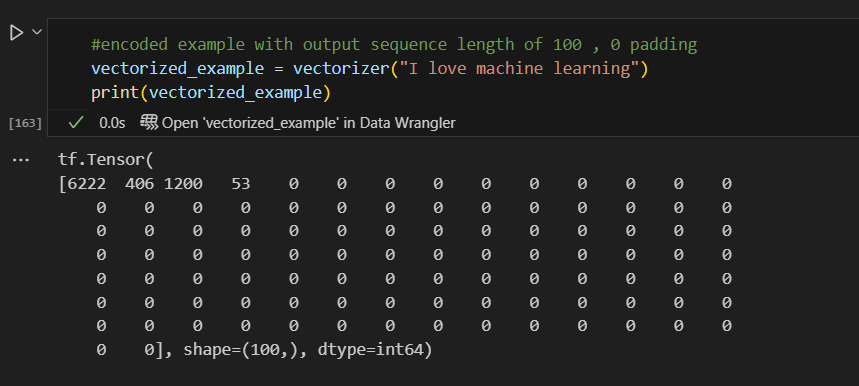 #encoded example with output sequence length of 100 , 0 padding
vectorized_example = vectorizer("I love machine learning")
print(vectorized_example)
[163]
0.0s Open 'vectorized_example' in Data Wrangler
... tf.Tensor(
[6222 406 1200 53 0 0 0 0 0 0 0 0 0 0
0 0 0 0 0 0 0 0 0 0 0 0 0 0
0 0 0 0 0 0 0 0 0 0 0 0 0 0
0 0 0 0 0 0 0 0 0 0 0 0 0 0
0 0 0 0 0 0 0 0 0 0 0 0 0 0
0 0 0 0 0 0 0 0 0 0 0 0 0 0
0 0 0 0 0 0 0 0 0 0 0 0 0 0
0 0], shape=(100,), dtype=int64)